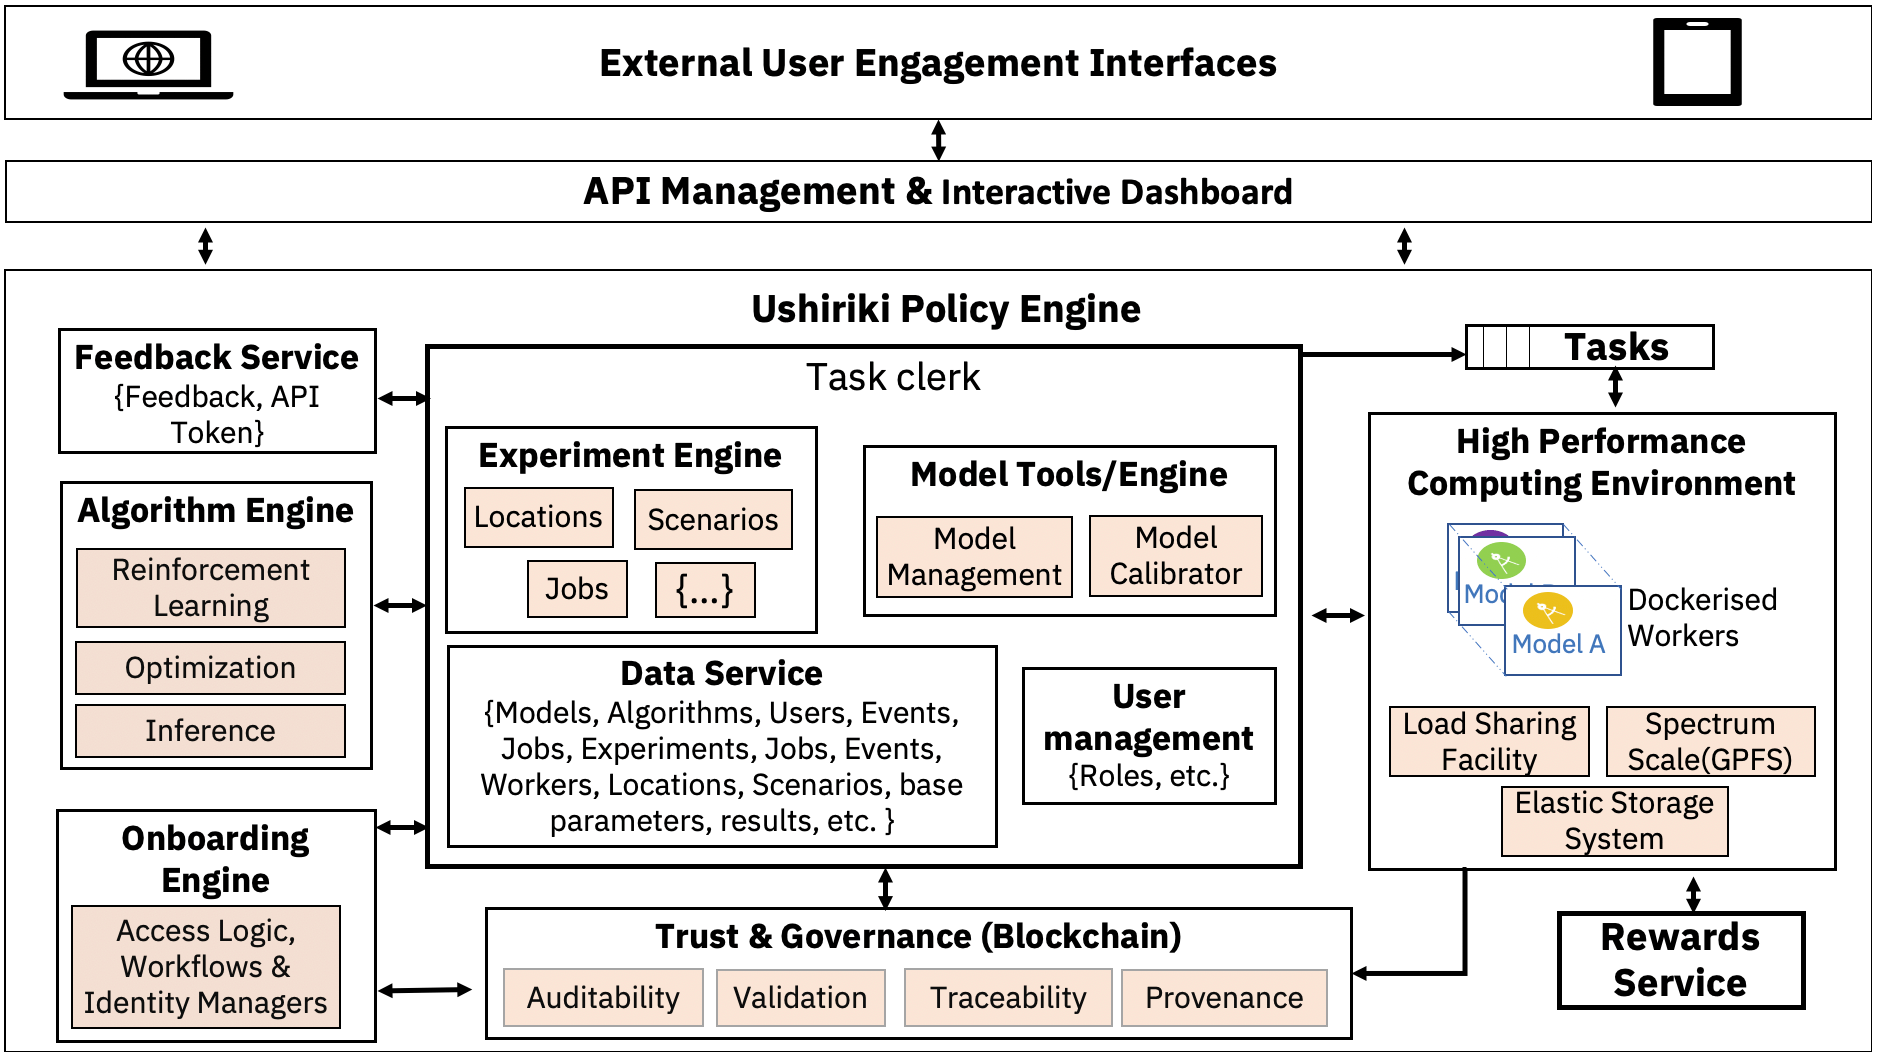 External User Engagement Interfaces
API Management & Interactive Dashboard
Ushiriki Policy Engine
Feedback Service
{Feedback, API
Token}
Algorithm Engine
Reinforcement
Learning
Optimization
Inference
Onboarding
Engine
Access Logic,
Workflows &
Identity Managers
Task clerk
Experiment Engine
Locations
Scenarios
Jobs
{...}
Model Tools/Engine
Model
Management
Model
Calibrator
Data Service
{Models, Algorithms, Users, Events,
Jobs, Experiments, Jobs, Events,
Workers, Locations, Scenarios, base
parameters, results, etc. }
User
management
{Roles, etc.}
Trust & Governance (Blockchain)
Auditability
Validation
Traceability
Provenance
Tasks
High Performance
Computing Environment
Model A
Dockerised
Workers
Load Sharing
Facility
Spectrum
Scale(GPFS)
Elastic Storage
System
Rewards
Service